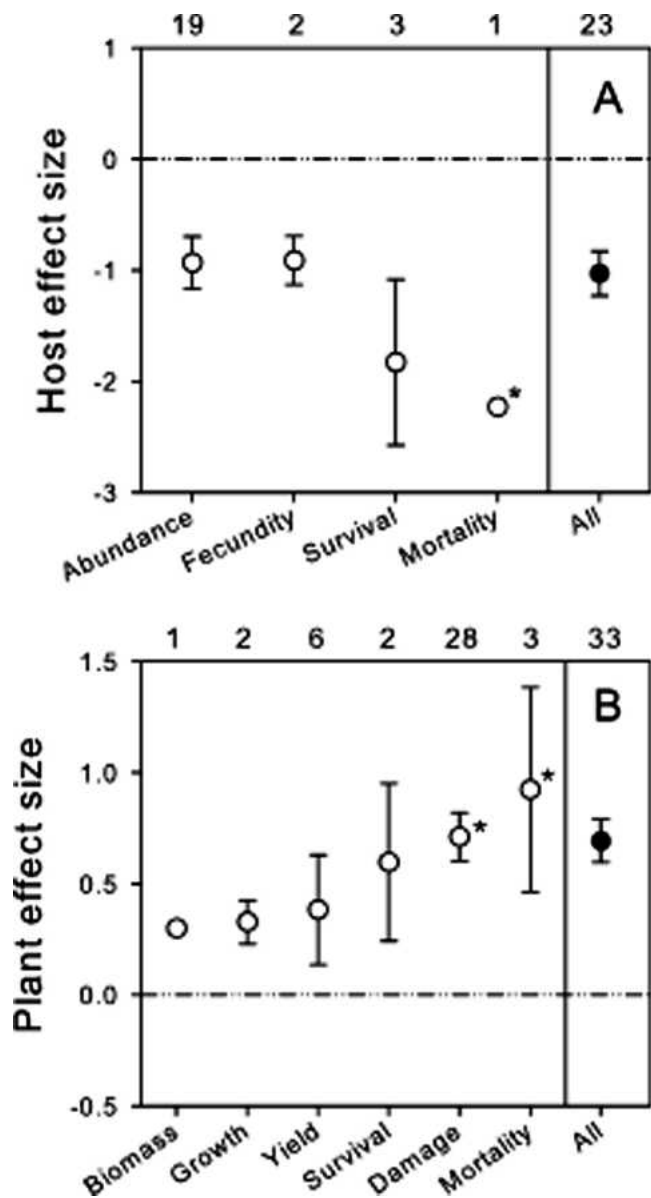 19 2 3 1 23
1
A
0
-1
-2
*
-3
Host effect size
Abundance Fecundity Survival Mortality All
1 2 6 2 28 3 33
1.5
B
1.0
*
*
0.5
0.0
-0.5
Plant effect size
Biomass Growth Yield Survival Damage Mortality All